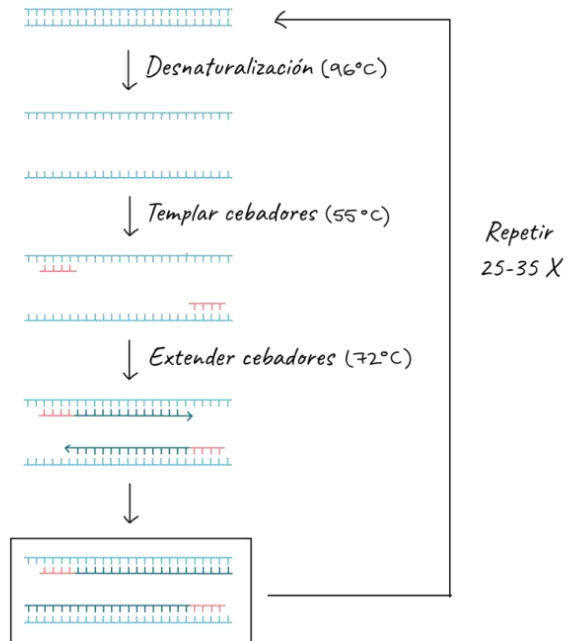 Desnaturalización (96°C)
Templar cebadores (55°C)
Repetir
25-35 X
Extender cebadores (72°C)